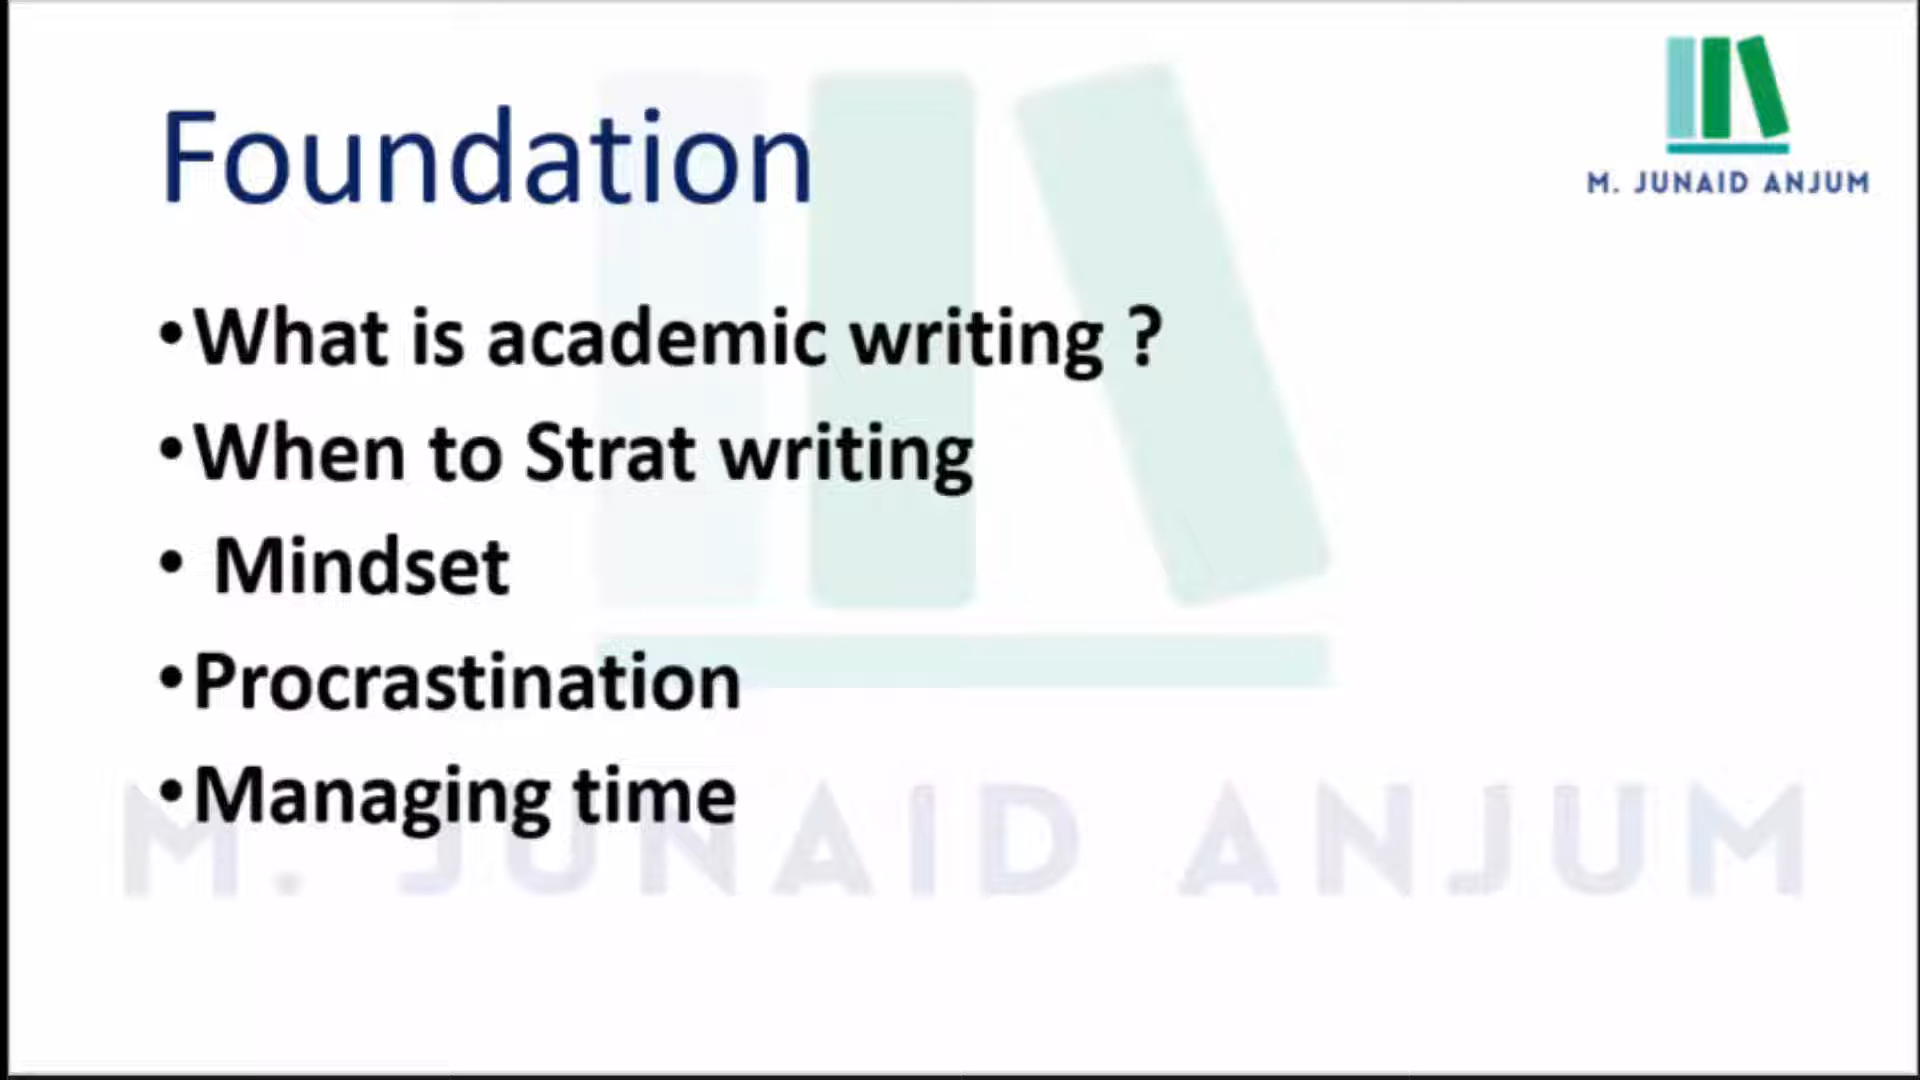 Foundation
M. JUNAID ANJUM
•What is academic writing ?
•When to Strat writing
• Mindset
•Procrastination
•Managing time
M. JUNAID ANJUM